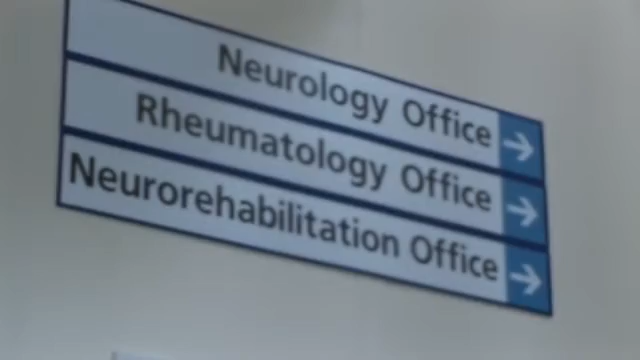 Neurology Office →
Rheumatology Office →
Neurorehabilitation Office →